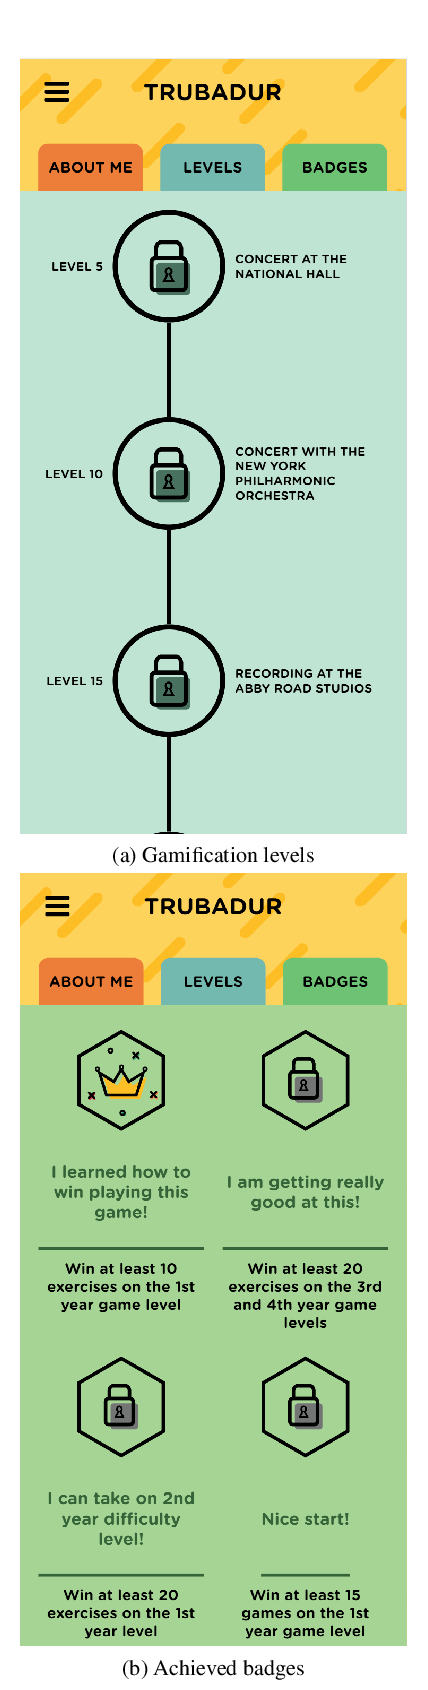 TRUBADUR
ABOUT ME
LEVELS
BADGES
LEVEL 5
CONCERT AT THE
NATIONAL HALL
LEVEL 10
CONCERT WITH THE
NEW YORK
PHILHARMONIC
ORCHESTRA
LEVEL 15
RECORDING AT THE
ABBY ROAD STUDIOS
(a) Gamification levels
TRUBADUR
ABOUT ME
LEVELS
BADGES
I learned how to
win playing this
game!
Win at least 10
exercises on the 1st
year game level
I am getting really
good at this!
Win at least 20
exercises on the 3rd
and 4th year game
levels
I can take on 2nd
year difficulty
level!
Win at least 20
exercises on the 1st
year level
Nice start!
Win at least 15
games on the 1st
year game level
(b) Achieved badges